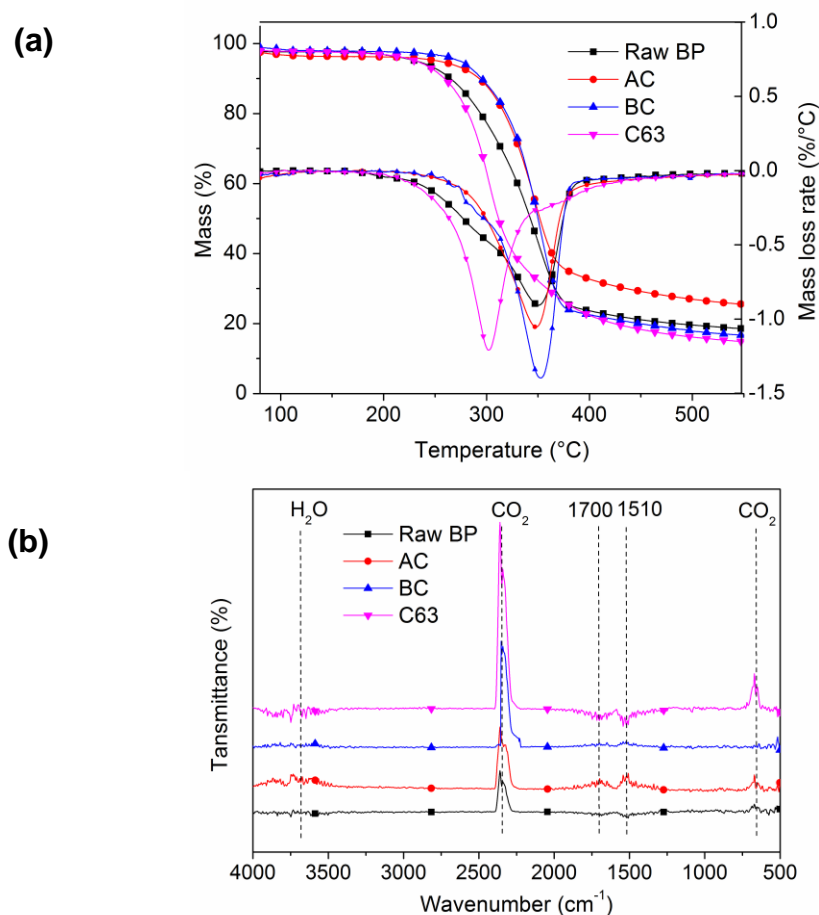 (a)
100
80
60
40
20
0
Mass (%)
1.0
0.5
0.0
-0.5
-1.0
-1.5
Mass loss rate (%/°C)
Raw BP
AC
BC
C63
100 200 300 400 500
Temperature (°C)
(b)
H₂O CO₂ 1700 1510 CO₂
Raw BP
AC
BC
C63
Tansmittance (%)
4000 3500 3000 2500 2000 1500 1000 500
Wavenumber (cm⁻¹)